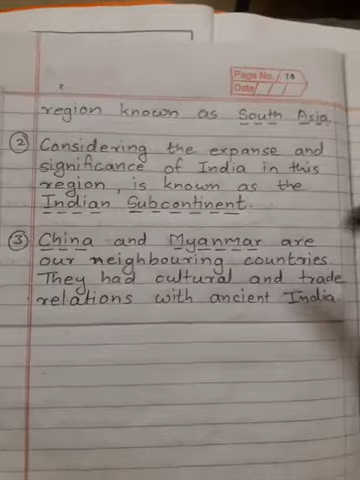 Page No. 10
Date / / /
region known as South Asia.
② Considering the expanse and
significance of India in this
region, is known as the
Indian Subcontinent.
③ China and Myanmar are
our neighbouring countries.
They had cultural and trade
relations with ancient India